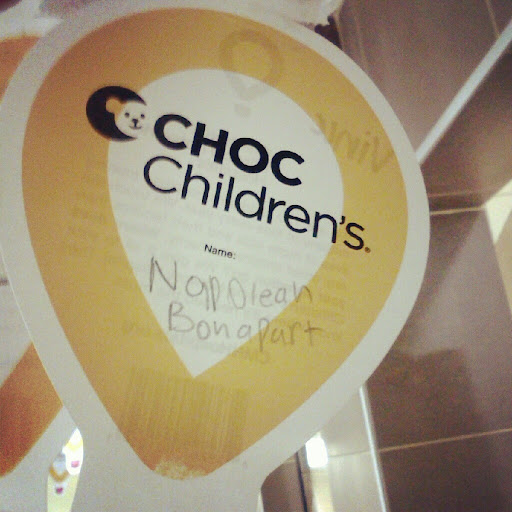 CHOC
Children's.
Name:
Napolean
Bonapart